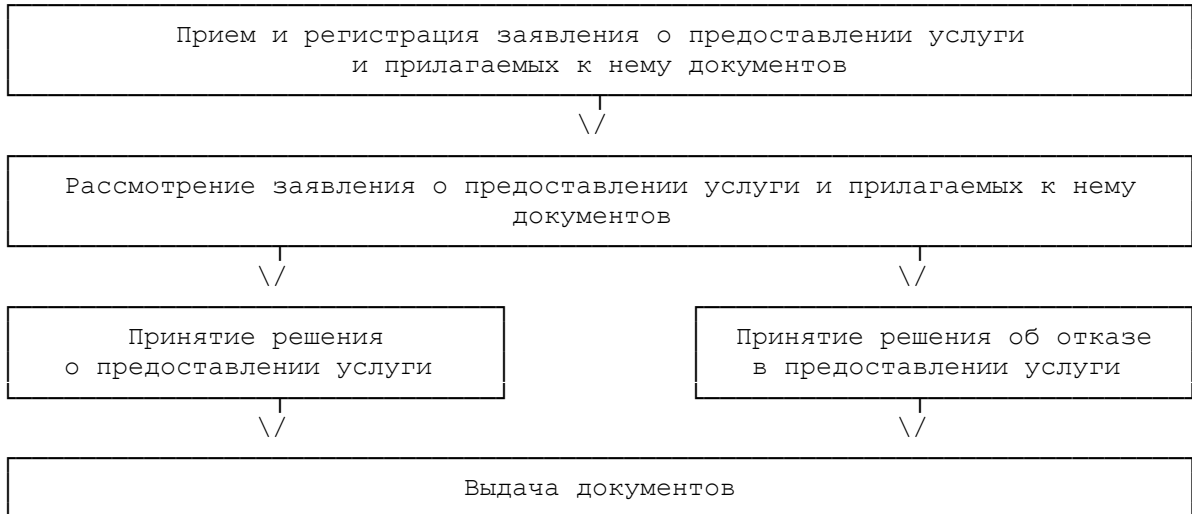 Прием и регистрация заявления о предоставлении услуги
и прилагаемых к нему документов
\/
Рассмотрение заявления о предоставлении услуги и прилагаемых к нему
документов
\/ \/
Принятие решения
о предоставлении услуги
Принятие решения об отказе
в предоставлении услуги
\/ \/
Выдача документов